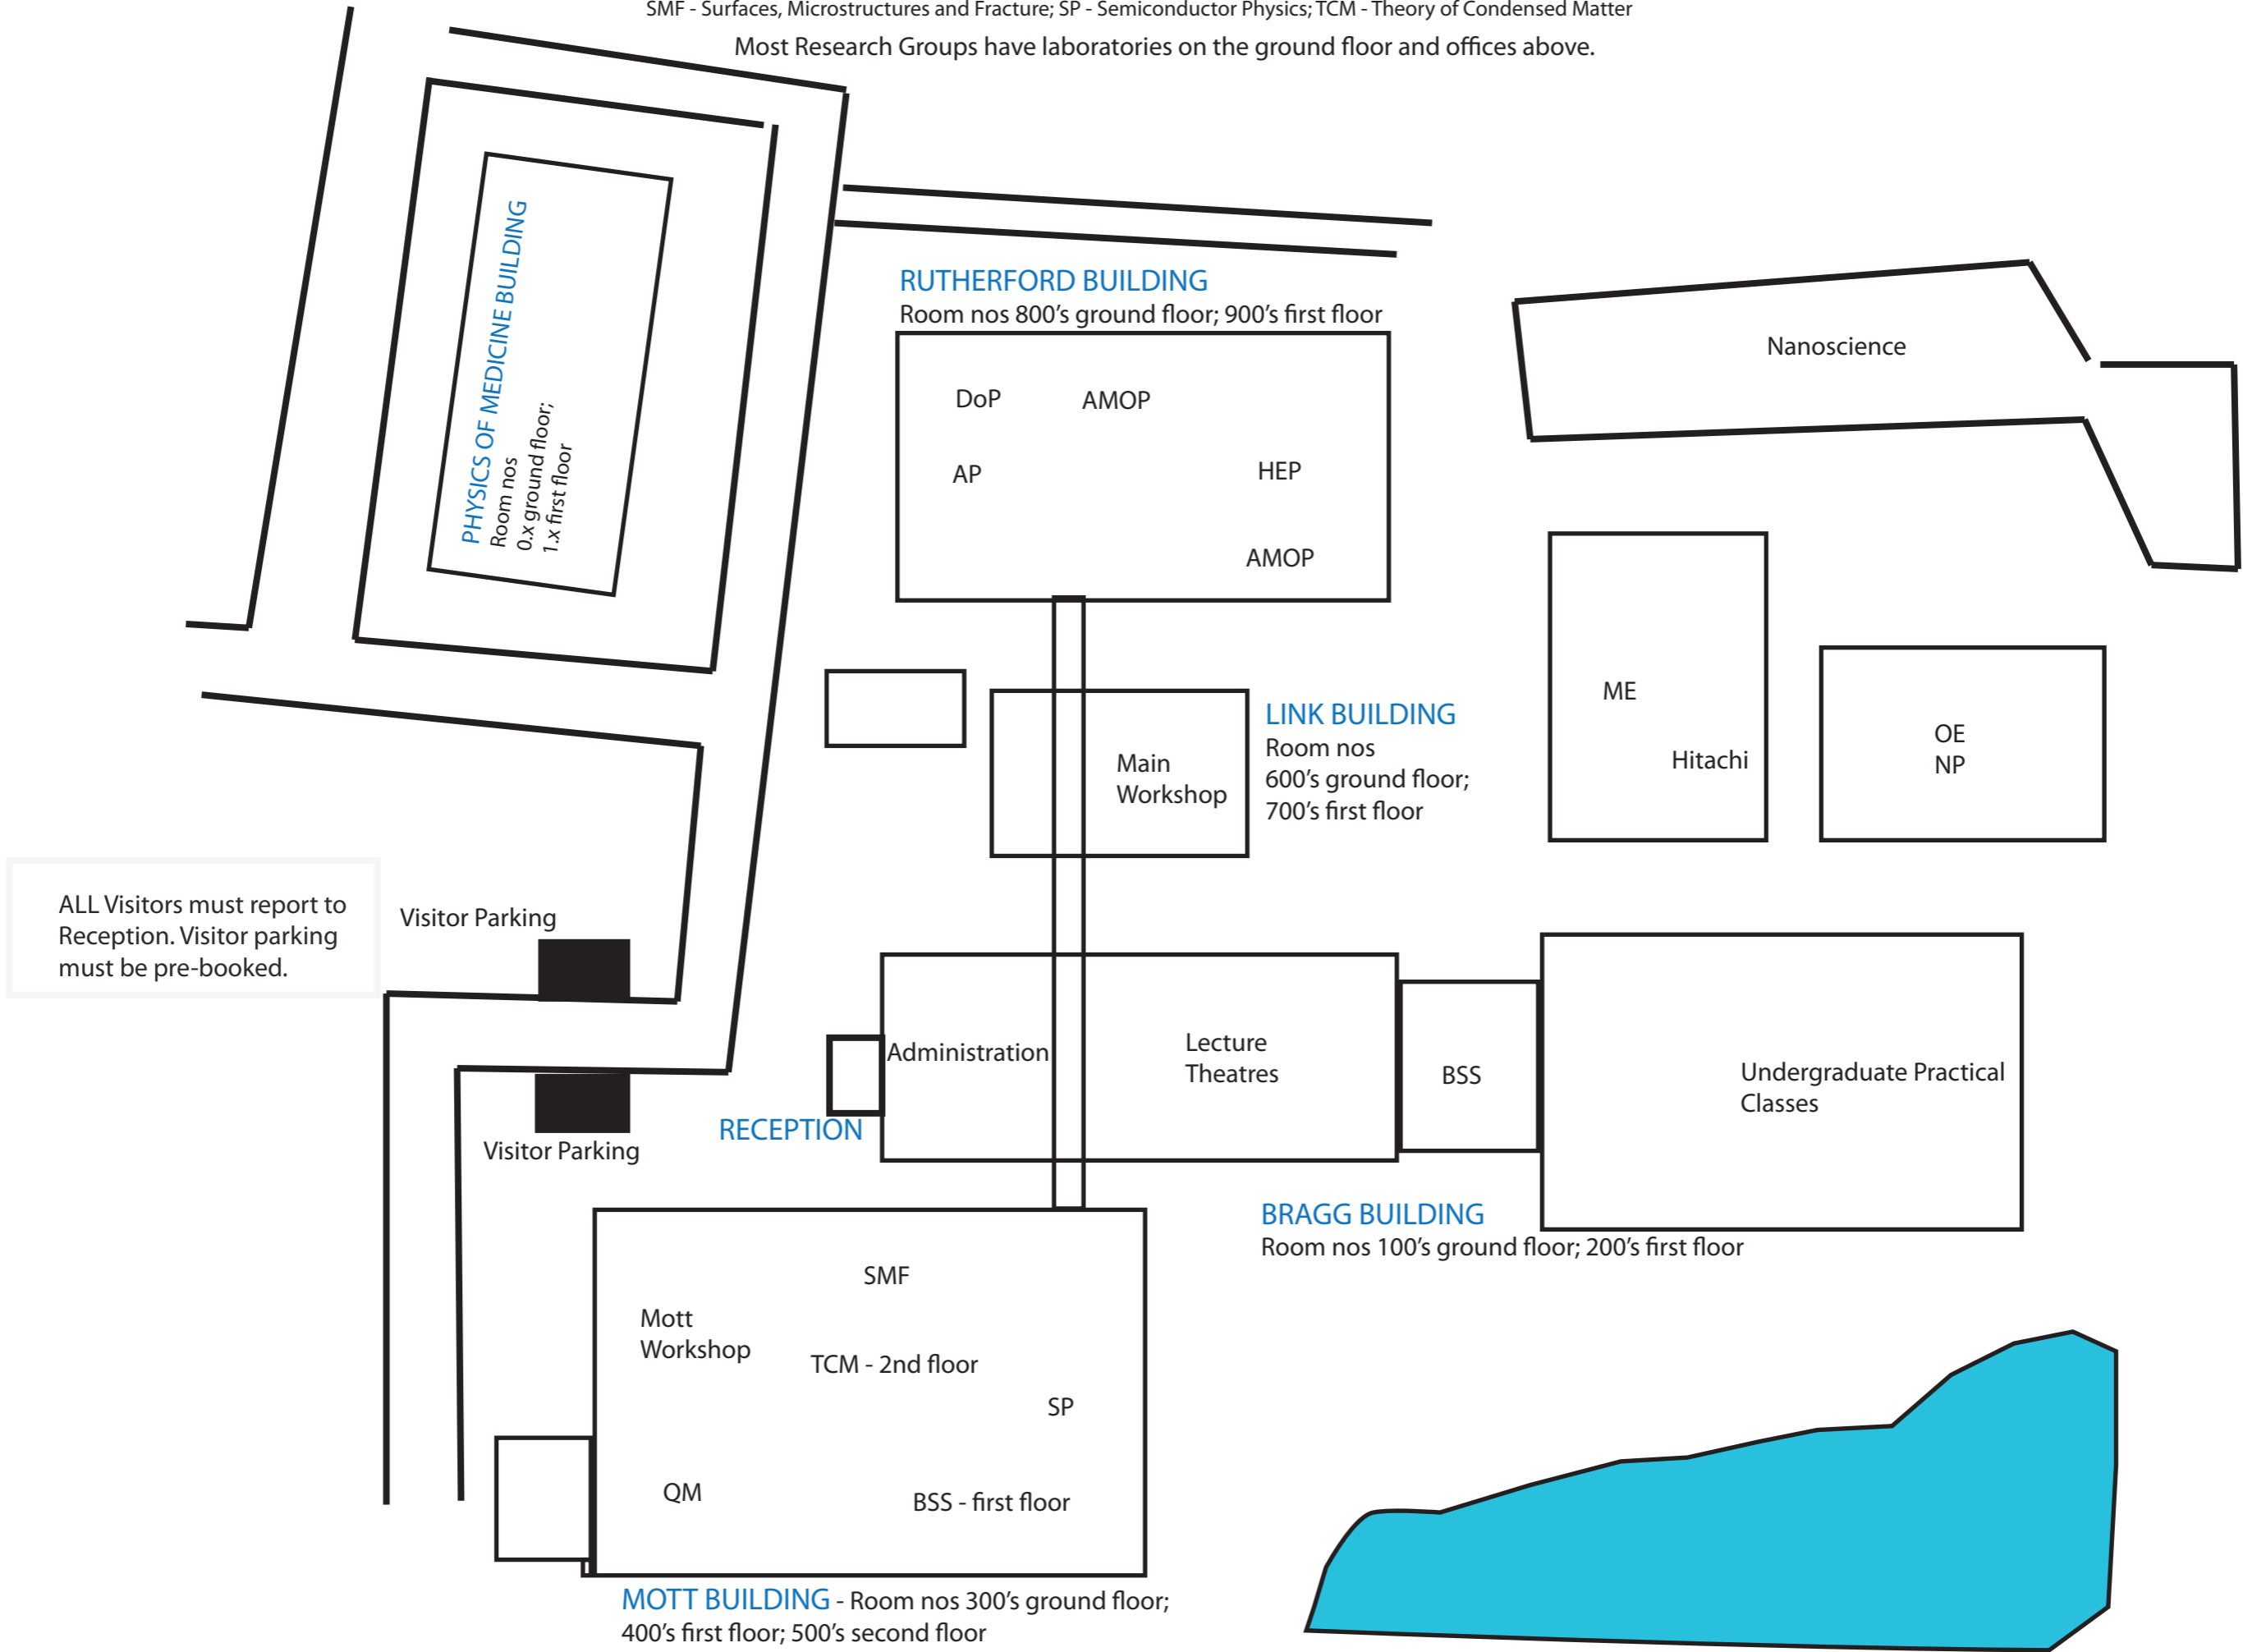 SMF - Surfaces, Microstructures and Fracture; SP - Semiconductor Physics; TCM - Theory of Condensed Matter
Most Research Groups have laboratories on the ground floor and offices above.
PHYSICS OF MEDICINE BUILDING
Room nos
0.x ground floor;
1.x first floor
RUTHERFORD BUILDING
Room nos 800's ground floor; 900's first floor
DoP
AMOP
AP
HEP
AMOP
Nanoscience
ME
Hitachi
OE
NP
Main
Workshop
LINK BUILDING
Room nos
600's ground floor;
700's first floor
ALL Visitors must report to
Reception. Visitor parking
must be pre-booked.
Visitor Parking
Visitor Parking
RECEPTION
Administration
Lecture
Theatres
BSS
Undergraduate Practical
Classes
BRAGG BUILDING
Room nos 100's ground floor; 200's first floor
SMF
Mott
Workshop
TCM - 2nd floor
SP
QM
BSS - first floor
MOTT BUILDING - Room nos 300's ground floor;
400's first floor; 500's second floor